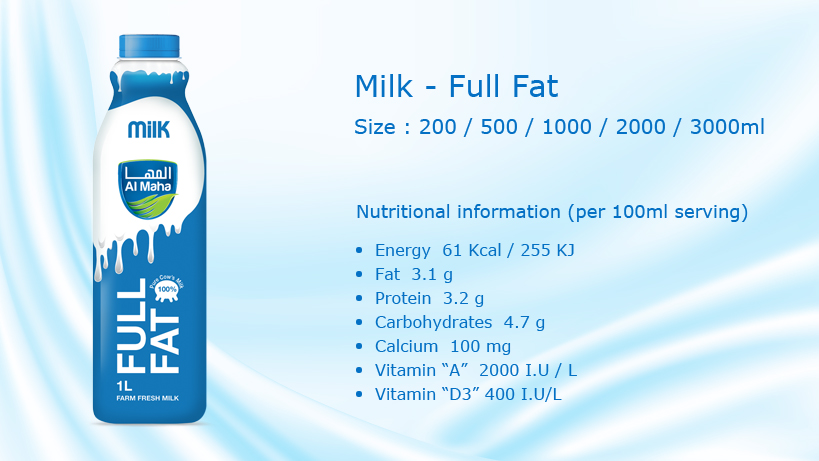 milk
المها
Al Maha
Pure Cow's Milk
100%
FULL
FAT
1L
FARM FRESH MILK
Milk - Full Fat
Size : 200 / 500 / 1000 / 2000 / 3000ml
Nutritional information (per 100ml serving)
• Energy  61 Kcal / 255 KJ
• Fat  3.1 g
• Protein  3.2 g
• Carbohydrates  4.7 g
• Calcium  100 mg
• Vitamin “A”  2000 I.U / L
• Vitamin “D3” 400 I.U/L